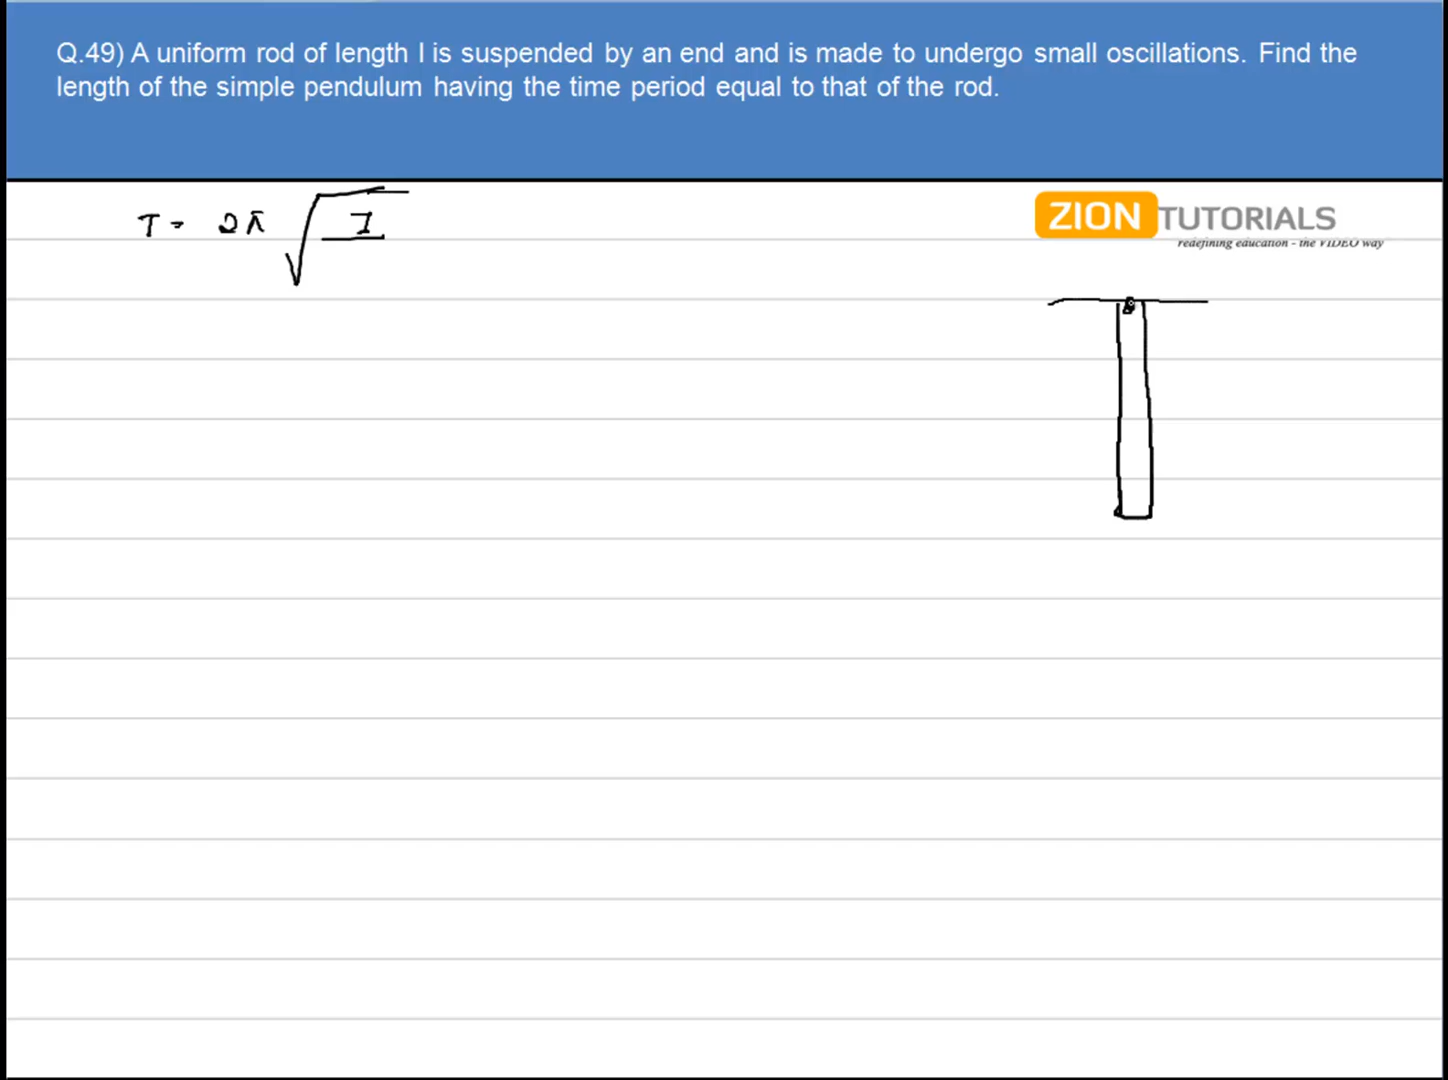 Q.49) A uniform rod of length l is suspended by an end and is made to undergo small oscillations. Find the
length of the simple pendulum having the time period equal to that of the rod.
T = 2π √ I
ZION TUTORIALS
redefining education - the VIDEO way